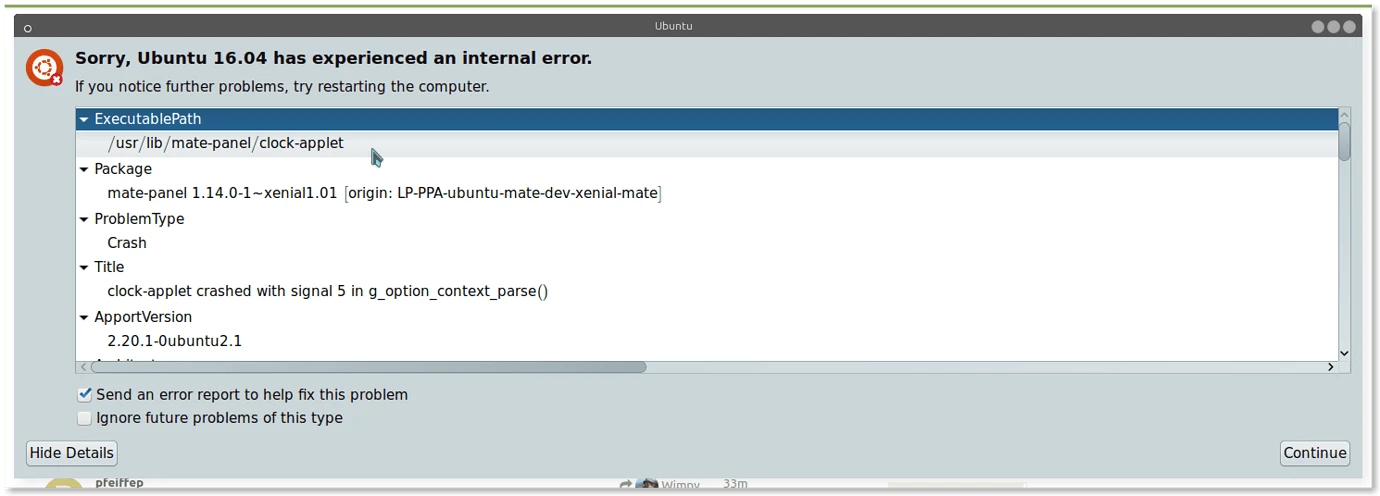 Ubuntu
Sorry, Ubuntu 16.04 has experienced an internal error.
If you notice further problems, try restarting the computer.
ExecutablePath
/usr/lib/mate-panel/clock-applet
Package
mate-panel 1.14.0-1~xenial1.01 [origin: LP-PPA-ubuntu-mate-dev-xenial-mate]
ProblemType
Crash
Title
clock-applet crashed with signal 5 in g_option_context_parse()
ApportVersion
2.20.1-0ubuntu2.1
Send an error report to help fix this problem
Ignore future problems of this type
Hide Details
Continue
pfeiffep
Wimpy 33m